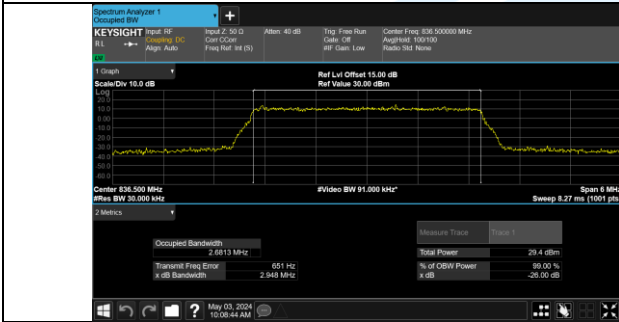 Spectrum Analyzer 1
Occupied BW
+
KEYSIGHT Input: RF Input Z: 50 Ω Atten: 40 dB Trig: Free Run Center Freq: 836.500000 MHz
RL Coupling: DC Corr CCorr Gate: Off Avg|Hold: 100/100
Align: Auto Freq Ref: Int (S) #IF Gain: Low Radio Std: None
1 Graph
Scale/Div 10.0 dB
Ref Lvl Offset 15.00 dB
Ref Value 30.00 dBm
Log
20.0
10.0
0.00
-10.0
-20.0
-30.0
-40.0
-50.0
-60.0
Center 836.500 MHz #Video BW 91.000 kHz* Span 6 MHz
#Res BW 30.000 kHz Sweep 8.27 ms (1001 pts
2 Metrics
Measure Trace Trace 1
Occupied Bandwidth
2.6813 MHz
Total Power 29.4 dBm
Transmit Freq Error 651 Hz % of OBW Power 99.00 %
x dB Bandwidth 2.948 MHz x dB -26.00 dB
? May 03, 2024
10:08:44 AM